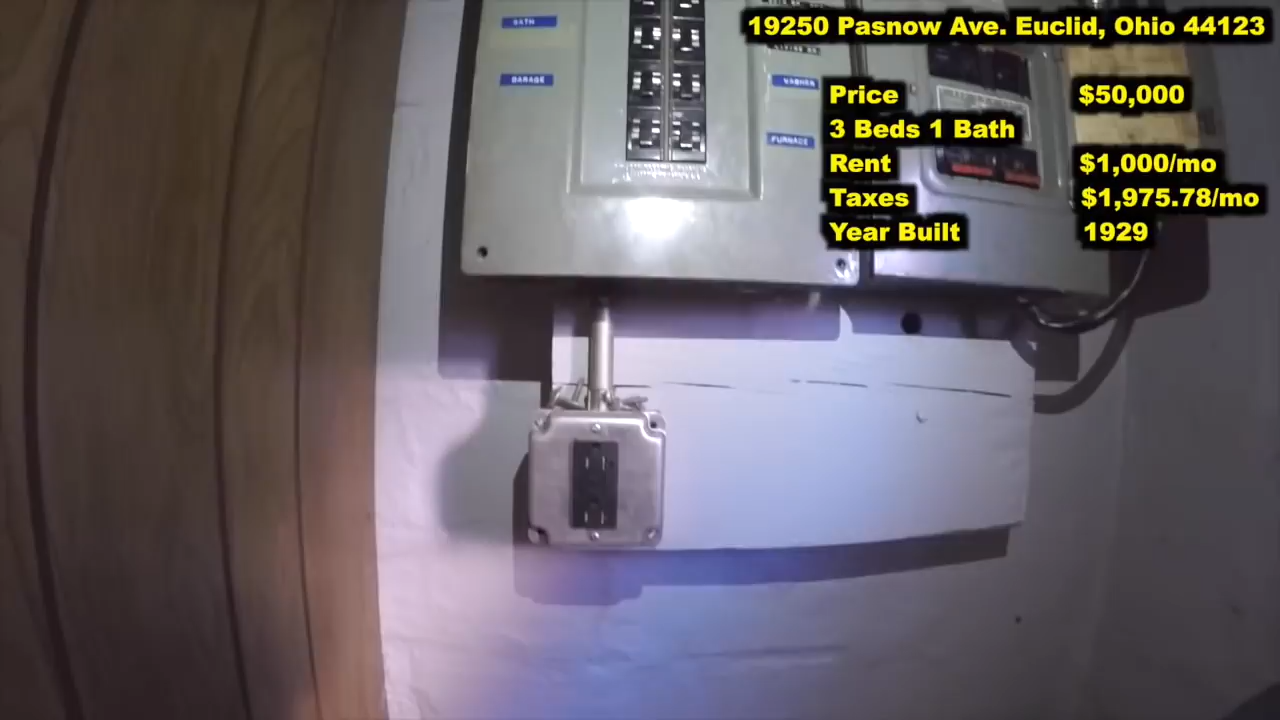 19250 Pasnow Ave. Euclid, Ohio 44123
Price $50,000
3 Beds 1 Bath
Rent $1,000/mo
Taxes $1,975.78/mo
Year Built 1929
BATH
GARAGE
WASHER
FURNACE